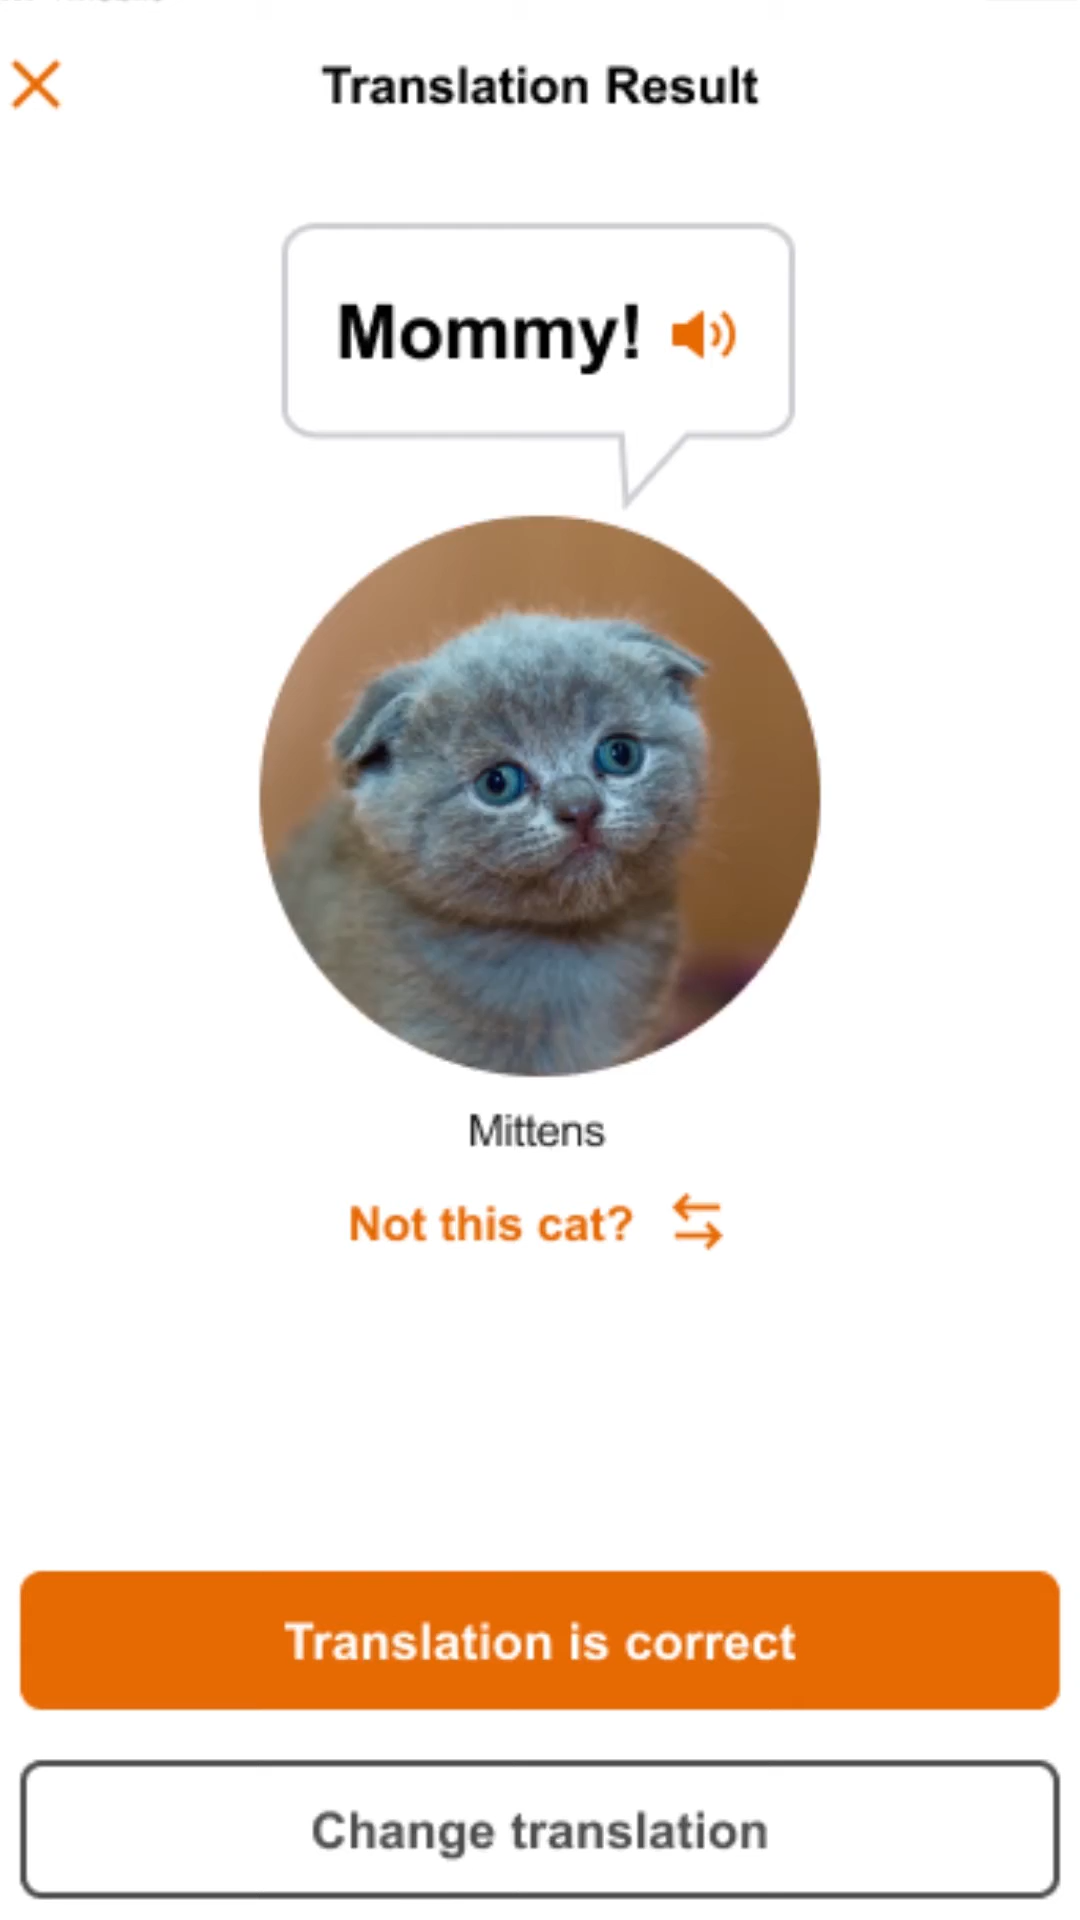 Translation Result
Mommy!
Mittens
Not this cat?
Translation is correct
Change translation